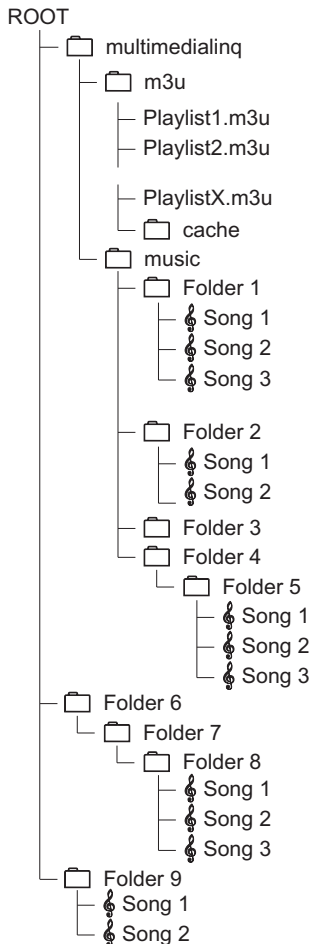 ROOT
multimedialinq
m3u
Playlist1.m3u
Playlist2.m3u
PlaylistX.m3u
cache
music
Folder 1
Song 1
Song 2
Song 3
Folder 2
Song 1
Song 2
Folder 3
Folder 4
Folder 5
Song 1
Song 2
Song 3
Folder 6
Folder 7
Folder 8
Song 1
Song 2
Song 3
Folder 9
Song 1
Song 2